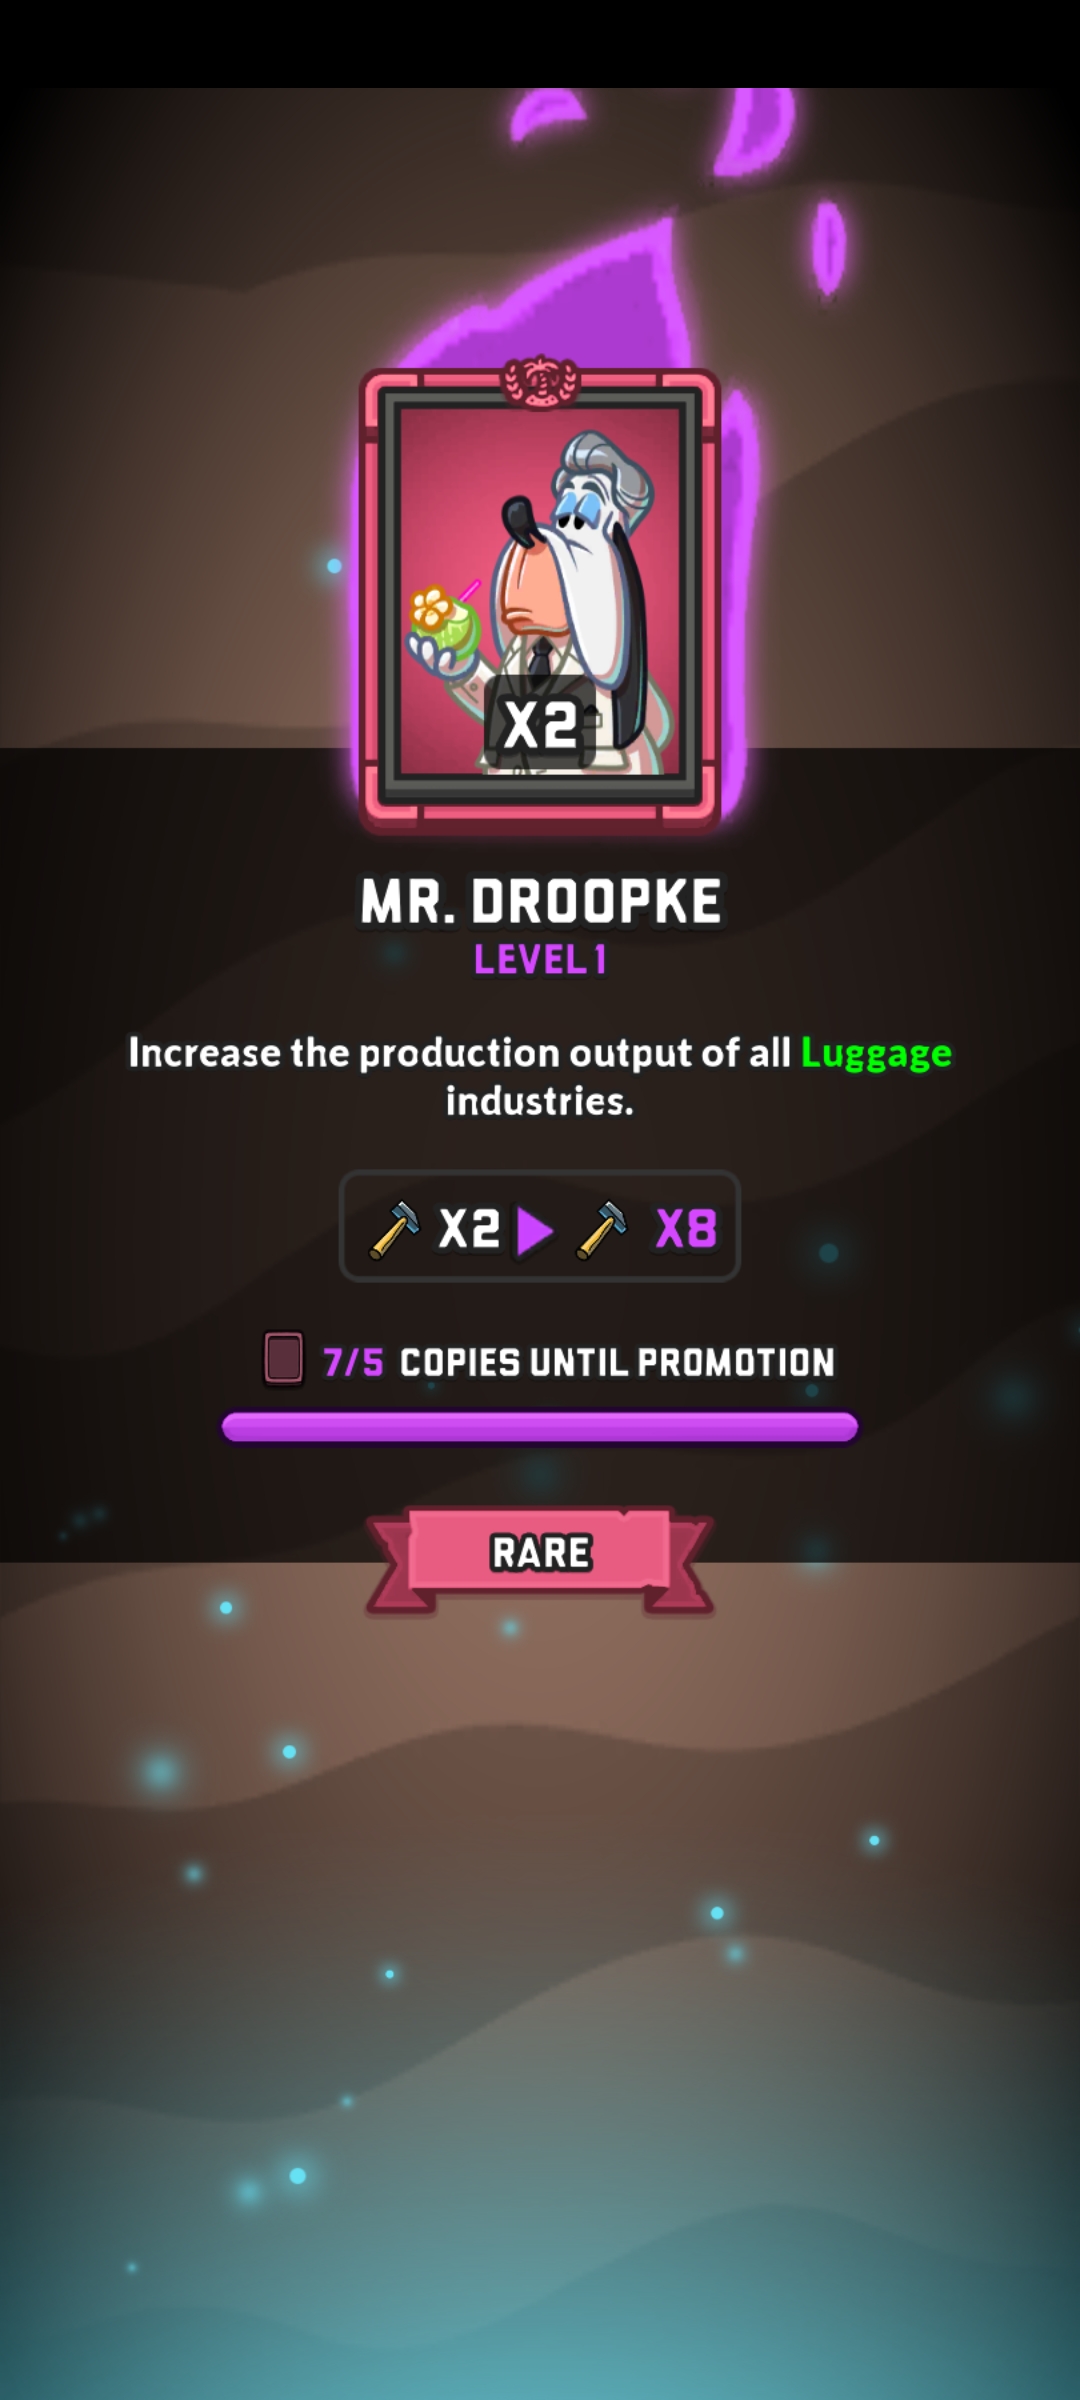 X2
MR. DROOPKE
LEVEL 1
Increase the production output of all Luggage
industries.
X2 X8
7/5 COPIES UNTIL PROMOTION
RARE